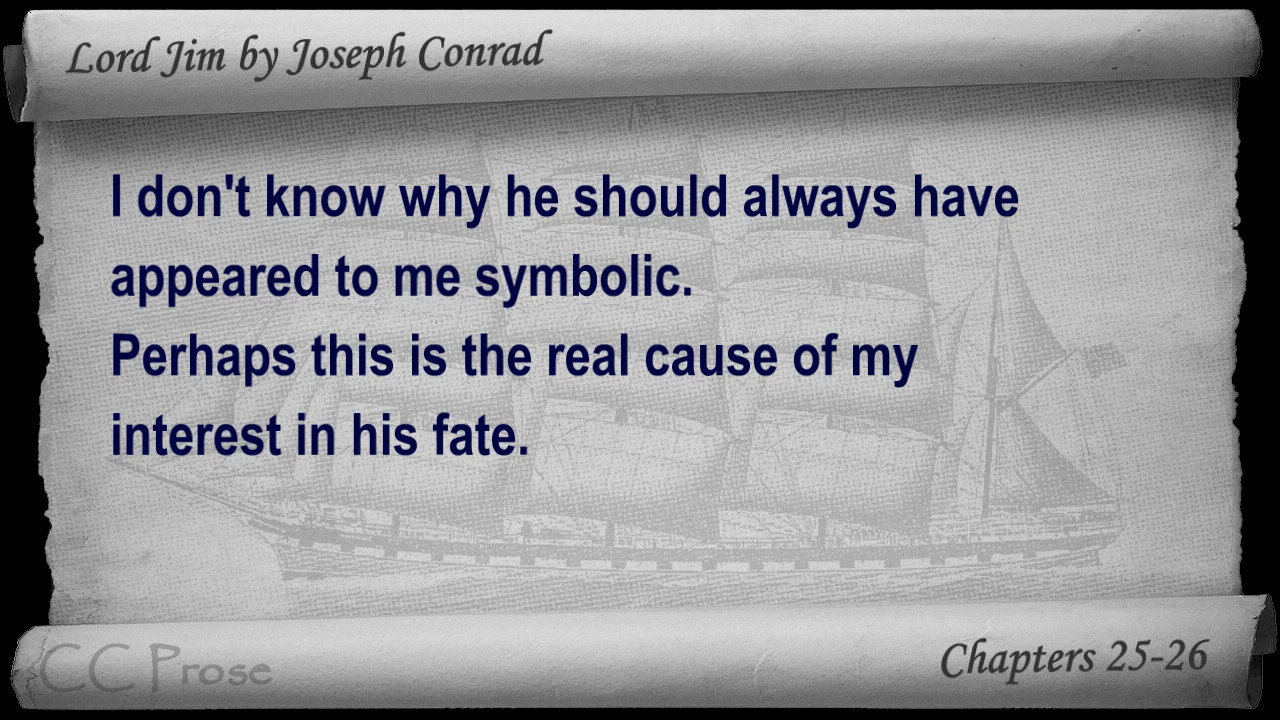 Lord Jim by Joseph Conrad
I don't know why he should always have
appeared to me symbolic.
Perhaps this is the real cause of my
interest in his fate.
CC Prose
Chapters 25-26